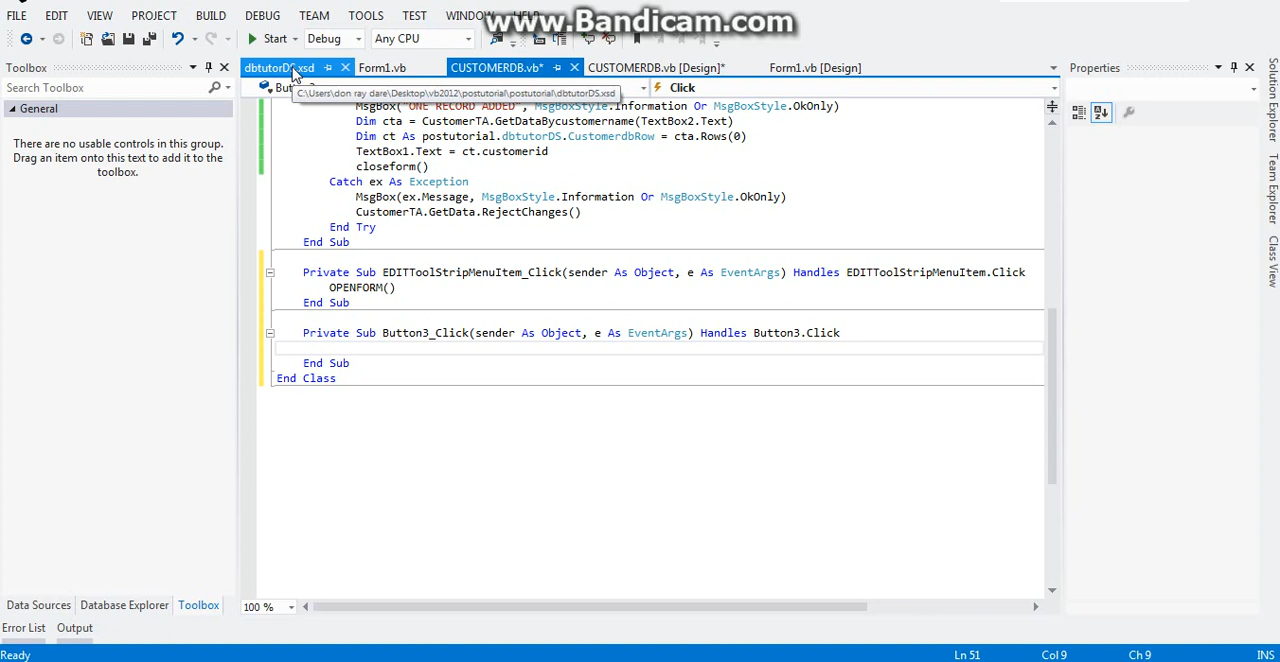 www.Bandicam.com
FILE EDIT VIEW PROJECT BUILD DEBUG TEAM TOOLS TEST WINDOW HELP
Start Debug Any CPU
Toolbox
dbtutorDS.xsd Form1.vb CUSTOMERDB.vb* CUSTOMERDB.vb [Design]* Form1.vb [Design] Properties
Search Toolbox
Click
C:\Users\don ray dare\Desktop\vb2012\postutorial\postutorial\dbtutorDS.xsd
General
There are no usable controls in this group.
Drag an item onto this text to add it to the
toolbox.
MsgBox("ONE RECORD ADDED", MsgBoxStyle.Information Or MsgBoxStyle.OkOnly)
Dim cta = CustomerTA.GetDataBycustomername(TextBox2.Text)
Dim ct As postutorial.dbtutorDS.CustomerdbRow = cta.Rows(0)
TextBox1.Text = ct.customerid
closeform()
Catch ex As Exception
MsgBox(ex.Message, MsgBoxStyle.Information Or MsgBoxStyle.OkOnly)
CustomerTA.GetData.RejectChanges()
End Try
End Sub
Private Sub EDITToolStripMenuItem_Click(sender As Object, e As EventArgs) Handles EDITToolStripMenuItem.Click
OPENFORM()
End Sub
Private Sub Button3_Click(sender As Object, e As EventArgs) Handles Button3.Click
End Sub
End Class
Solution Explorer
Team Explorer
Class View
Data Sources Database Explorer Toolbox
100 %
Error List Output
Ready Ln 51 Col 9 Ch 9 INS